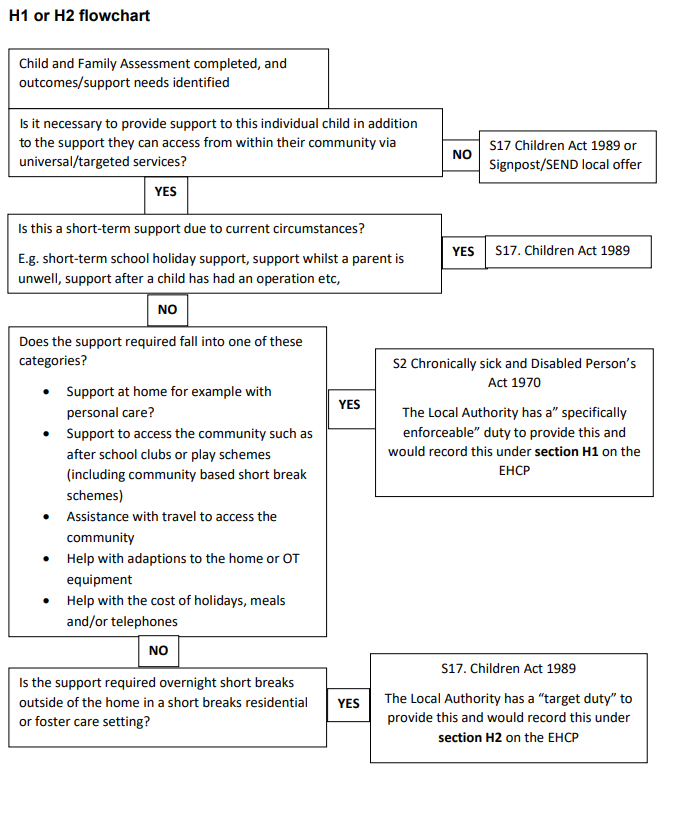 H1 or H2 flowchart
Child and Family Assessment completed, and
outcomes/support needs identified
Is it necessary to provide support to this individual child in addition
to the support they can access from within their community via
universal/targeted services?
NO
S17 Children Act 1989 or
Signpost/SEND local offer
YES
Is this a short-term support due to current circumstances?
E.g. short-term school holiday support, support whilst a parent is
unwell, support after a child has had an operation etc,
YES
S17. Children Act 1989
NO
Does the support required fall into one of these
categories?
• Support at home for example with
personal care?
• Support to access the community such as
after school clubs or play schemes
(including community based short break
schemes)
• Assistance with travel to access the
community
• Help with adaptions to the home or OT
equipment
• Help with the cost of holidays, meals
and/or telephones
YES
S2 Chronically sick and Disabled Person’s
Act 1970
The Local Authority has a” specifically
enforceable” duty to provide this and
would record this under section H1 on the
EHCP
NO
Is the support required overnight short breaks
outside of the home in a short breaks residential
or foster care setting?
YES
S17. Children Act 1989
The Local Authority has a “target duty” to
provide this and would record this under
section H2 on the EHCP